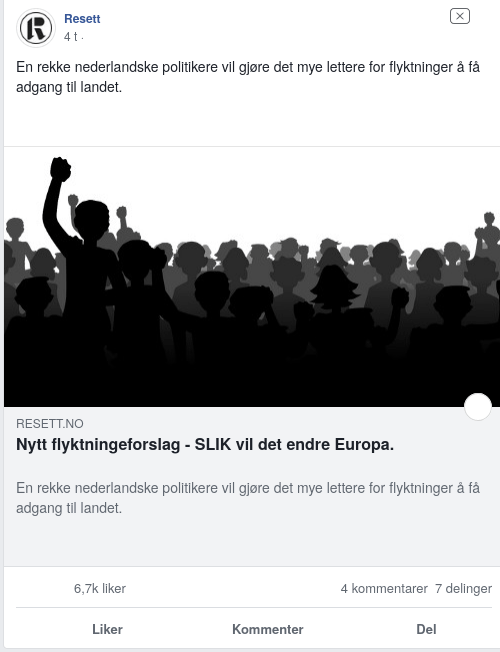 Resett
4 t ·
En rekke nederlandske politikere vil gjøre det mye lettere for flyktninger å få
adgang til landet.
RESETT.NO
Nytt flyktningeforslag - SLIK vil det endre Europa.
En rekke nederlandske politikere vil gjøre det mye lettere for flyktninger å få
adgang til landet.
6,7k liker 4 kommentarer 7 delinger
Liker Kommenter Del